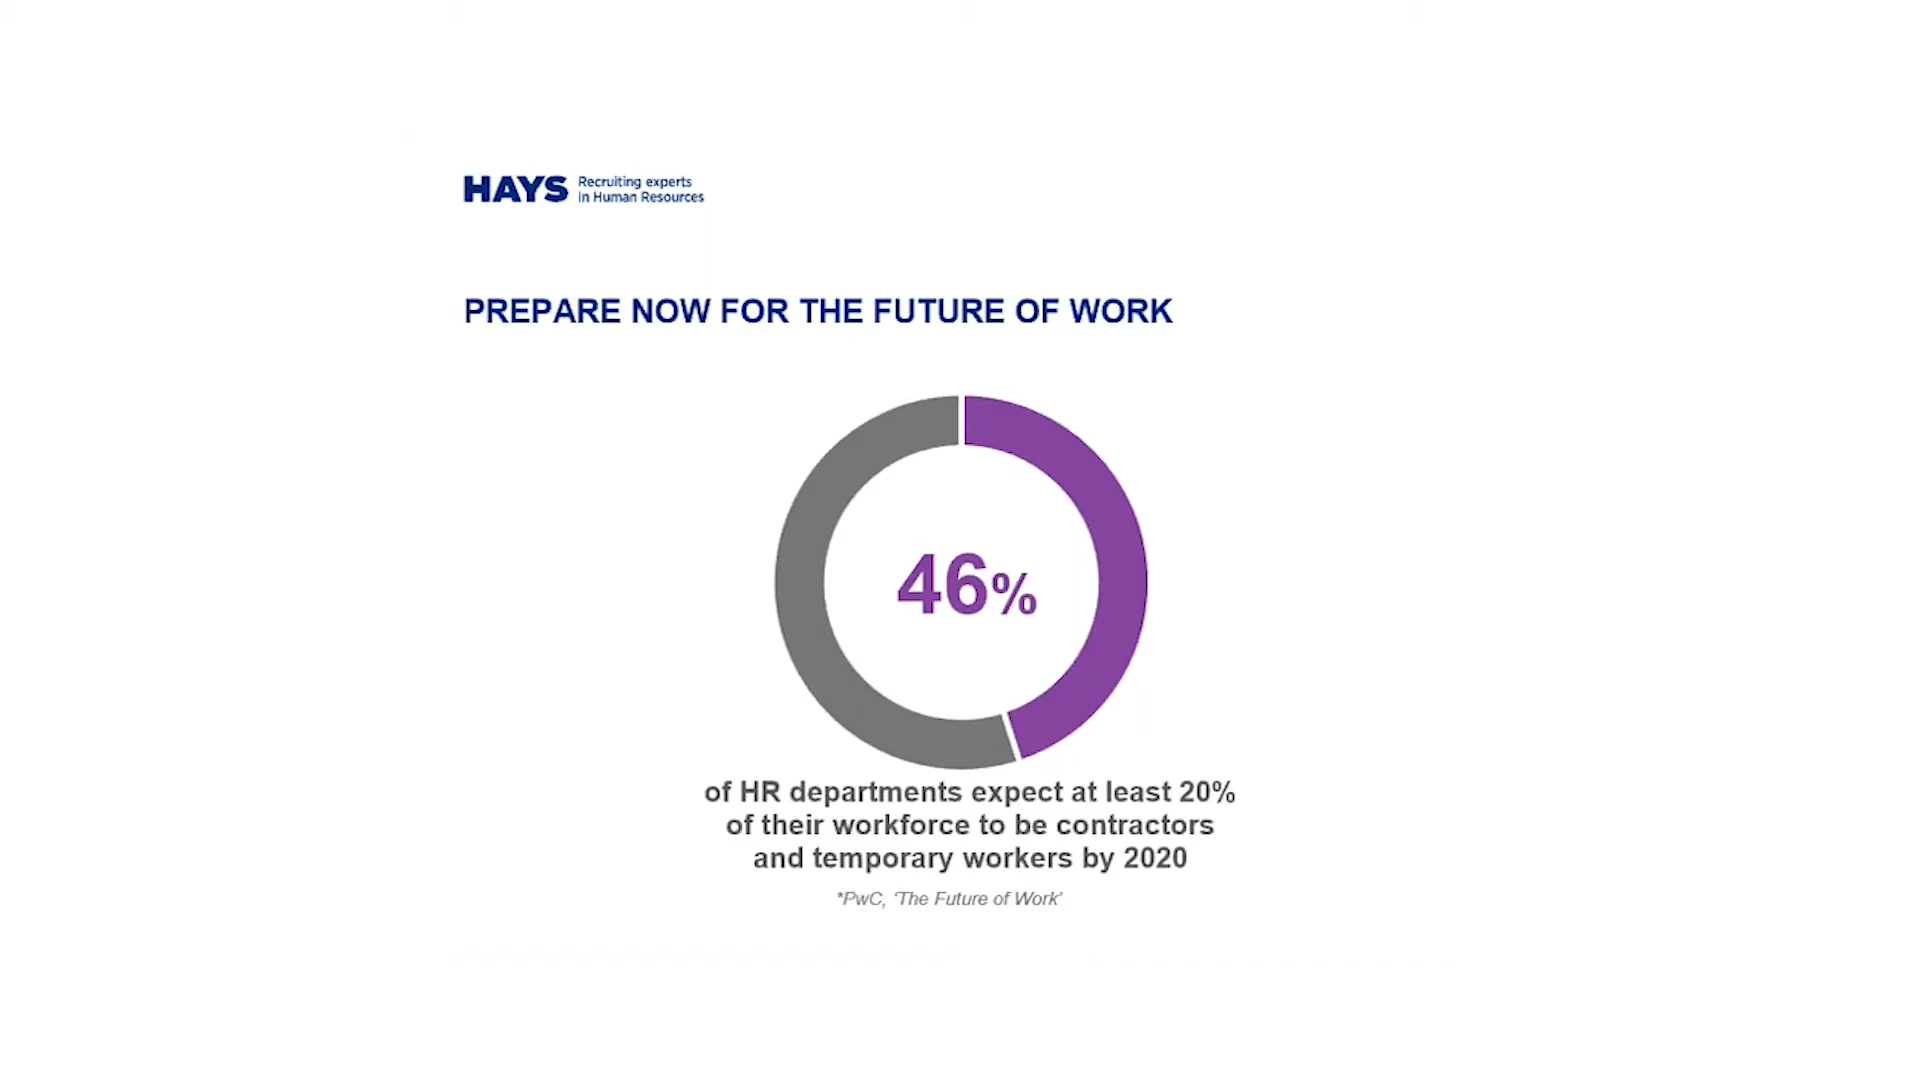 HAYS Recruiting experts
in Human Resources
PREPARE NOW FOR THE FUTURE OF WORK
46%
of HR departments expect at least 20%
of their workforce to be contractors
and temporary workers by 2020
*PwC, ‘The Future of Work’